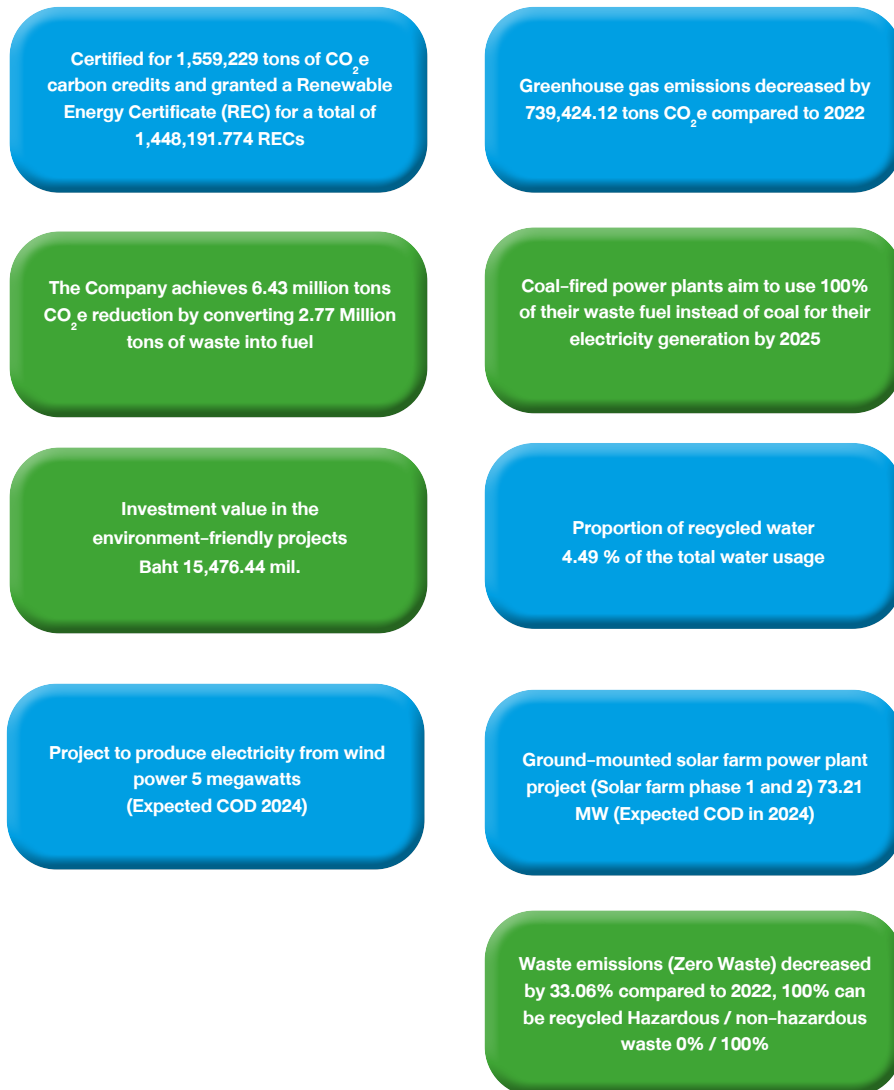 Certified for 1,559,229 tons of CO₂e
carbon credits and granted a Renewable
Energy Certificate (REC) for a total of
1,448,191.774 RECs
Greenhouse gas emissions decreased by
739,424.12 tons CO₂e compared to 2022
The Company achieves 6.43 million tons
CO₂e reduction by converting 2.77 Million
tons of waste into fuel
Coal-fired power plants aim to use 100%
of their waste fuel instead of coal for their
electricity generation by 2025
Investment value in the
environment-friendly projects
Baht 15,476.44 mil.
Proportion of recycled water
4.49 % of the total water usage
Project to produce electricity from wind
power 5 megawatts
(Expected COD 2024)
Ground-mounted solar farm power plant
project (Solar farm phase 1 and 2) 73.21
MW (Expected COD in 2024)
Waste emissions (Zero Waste) decreased
by 33.06% compared to 2022, 100% can
be recycled Hazardous / non-hazardous
waste 0% / 100%